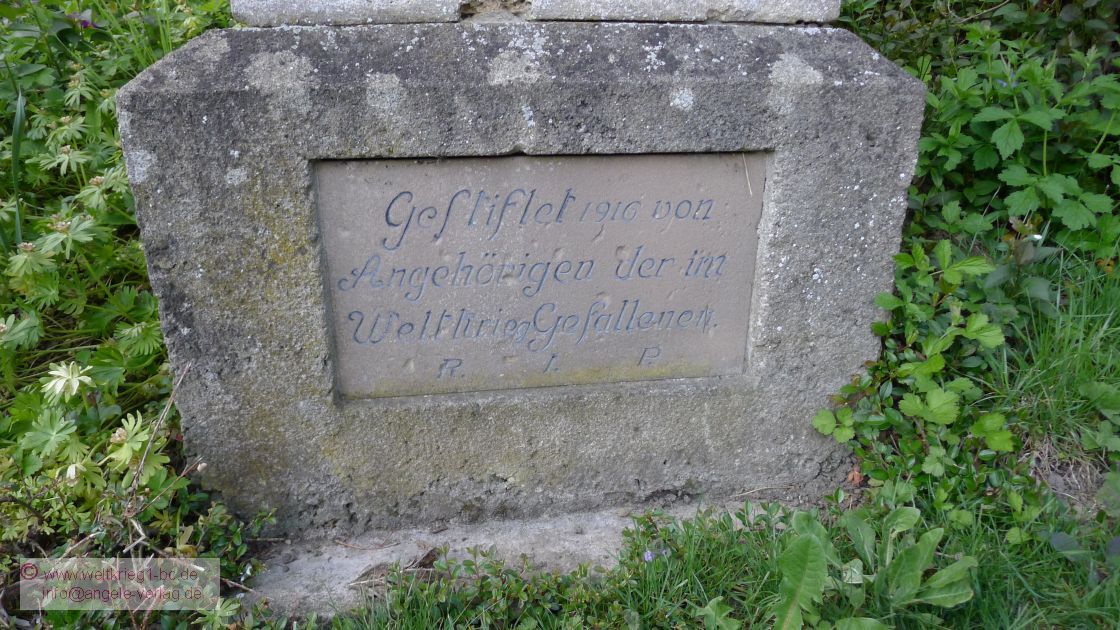 Gestiftet 1916 von
Angehörigen der im
Weltkrieg Gefallenen.
R. I. P.
© www.weltkrieg1-bc.de
info@angele-verlag.de